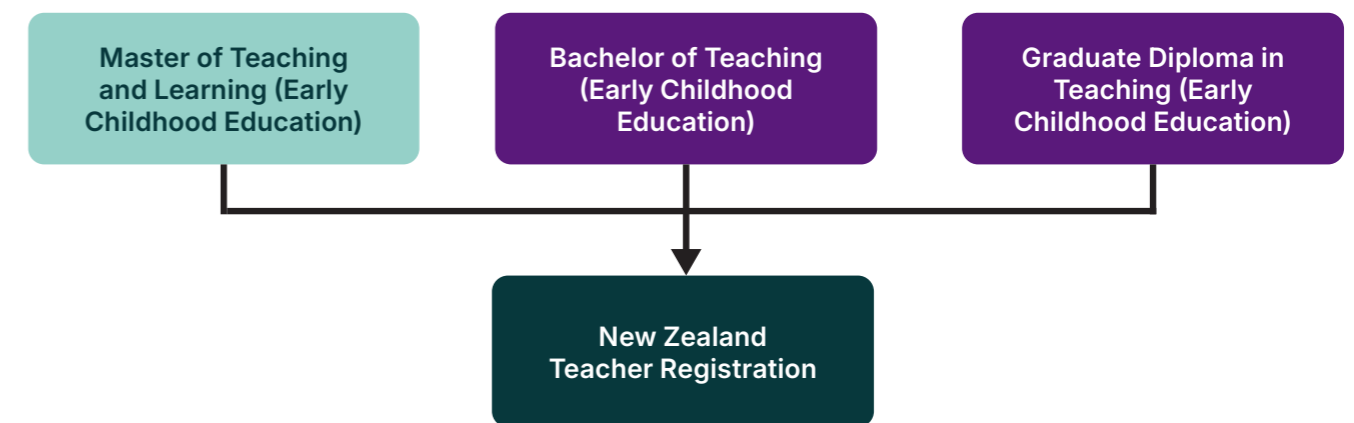 Master of Teaching
and Learning (Early
Childhood Education)
Bachelor of Teaching
(Early Childhood
Education)
Graduate Diploma in
Teaching (Early
Childhood Education)
New Zealand
Teacher Registration